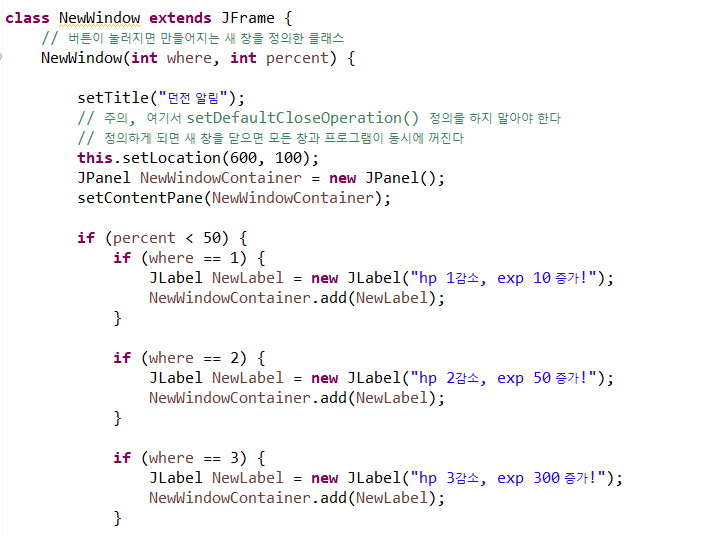 class NewWindow extends JFrame {
// 버튼이 눌러지면 만들어지는 새 창을 정의한 클래스
NewWindow(int where, int percent) {
setTitle("던전 알림");
// 주의, 여기서 setDefaultCloseOperation() 정의를 하지 말아야 한다
// 정의하게 되면 새 창을 닫으면 모든 창과 프로그램이 동시에 꺼진다
this.setLocation(600, 100);
JPanel NewWindowContainer = new JPanel();
setContentPane(NewWindowContainer);
if (percent < 50) {
if (where == 1) {
JLabel NewLabel = new JLabel("hp 1감소, exp 10 증가!");
NewWindowContainer.add(NewLabel);
}
if (where == 2) {
JLabel NewLabel = new JLabel("hp 2감소, exp 50 증가!");
NewWindowContainer.add(NewLabel);
}
if (where == 3) {
JLabel NewLabel = new JLabel("hp 3감소, exp 300 증가!");
NewWindowContainer.add(NewLabel);
}